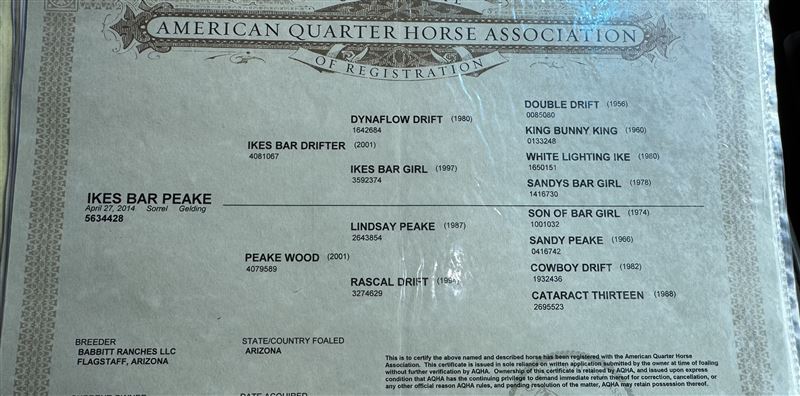 AMERICAN QUARTER HORSE ASSOCIATION
OF REGISTRATION
DOUBLE DRIFT (1956)
0085080
DYNAFLOW DRIFT (1980)
1642684
KING BUNNY KING (1960)
0133248
IKES BAR DRIFTER (2001)
4081067
WHITE LIGHTING IKE (1980)
1650151
IKES BAR GIRL (1997)
3592374
SANDYS BAR GIRL (1978)
1416730
IKES BAR PEAKE
April 27, 2014 Sorrel Gelding
5634428
SON OF BAR GIRL (1974)
1001032
LINDSAY PEAKE (1987)
2643854
SANDY PEAKE (1966)
0416742
PEAKE WOOD (2001)
4079589
COWBOY DRIFT (1982)
1932436
RASCAL DRIFT
3274629
CATARACT THIRTEEN (1988)
2695523
BREEDER
BABBITT RANCHES LLC
FLAGSTAFF, ARIZONA
STATE/COUNTRY FOALED
ARIZONA
This is to certify the above named and described horse has been registered with the American Quarter Horse
Association. This certificate is issued in sole reliance on written application submitted by the owner at time of foaling
without further verification by AQHA. Ownership of this certificate is retained by AQHA, and issued upon express
condition that AQHA has the continuing privilege to demand immediate return thereof for correction, cancellation, or
any other official reason AQHA rules, and pending resolution of the matter, AQHA may retain possession thereof.
DATE ACQUIRED